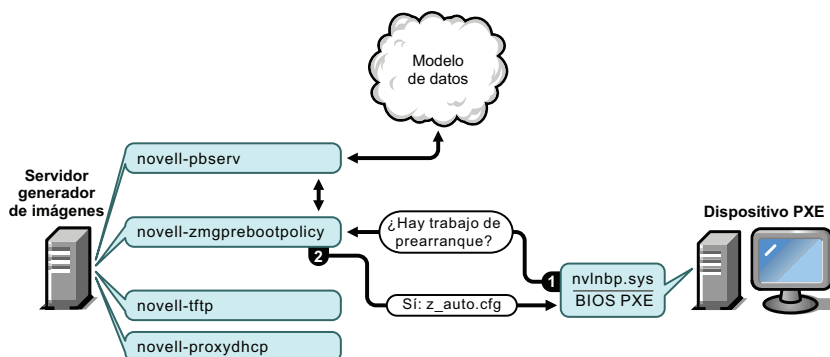 Modelo
de datos
Servidor
generador
de imágenes
novell-pbserv
novell-zmgprebootpolicy
novell-tftp
novell-proxydhcp
¿Hay trabajo de
prearranque?
2
Sí: z_auto.cfg
1
nvlnbp.sys
BIOS PXE
Dispositivo PXE